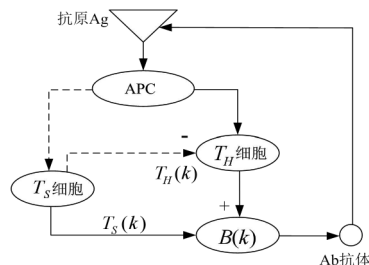 抗原Ag
APC
-
T_H细胞
T_H(k)
T_S细胞
T_S(k)
+
B(k)
Ab抗体